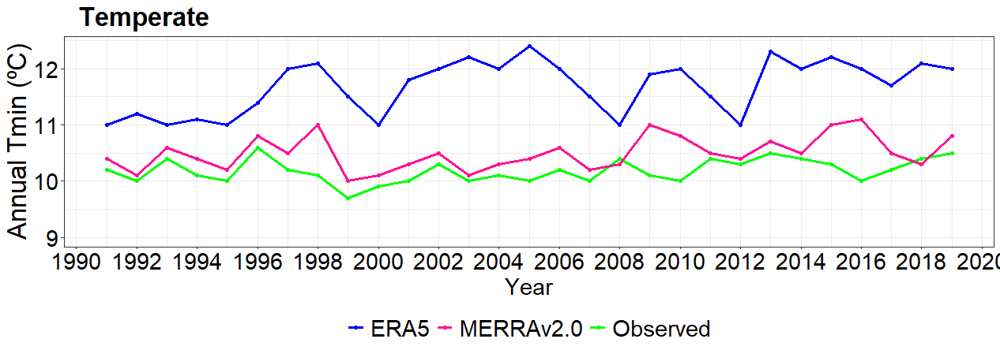 Temperate
Annual Tmin (ºC)
12
11
10
9
1990 1992 1994 1996 1998 2000 2002 2004 2006 2008 2010 2012 2014 2016 2018 2020
Year
ERA5 MERRAv2.0 Observed